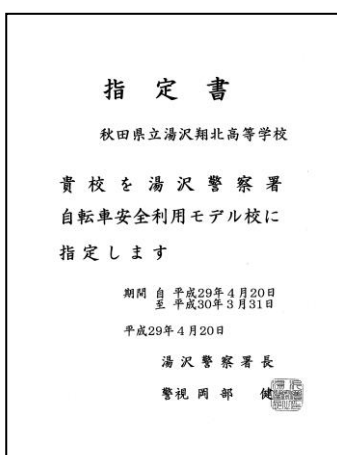 指定書
秋田県立湯沢翔北高等学校
貴校を湯沢警察署
自転車安全利用モデル校に
指定します
期間 自 平成29年4月20日
至 平成30年3月31日
平成29年4月20日
湯沢警察署長
警視 岡部 健